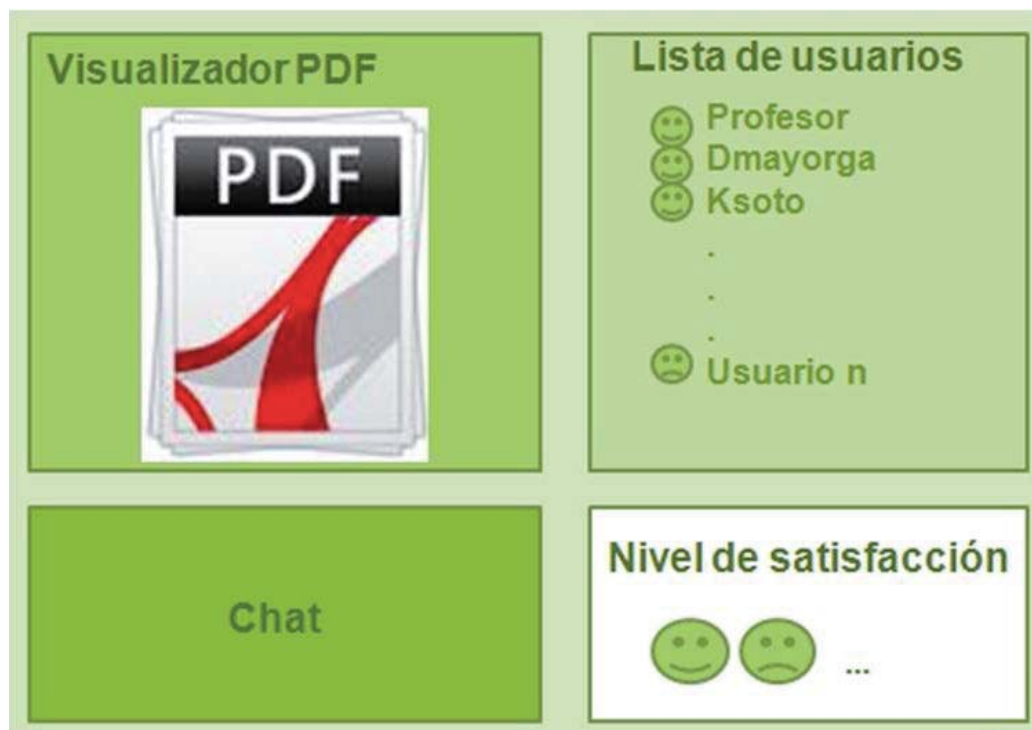 Visualizador PDF
PDF
Lista de usuarios
Profesor
Dmayorga
Ksoto
.
.
.
Usuario n
Chat
Nivel de satisfacción
...